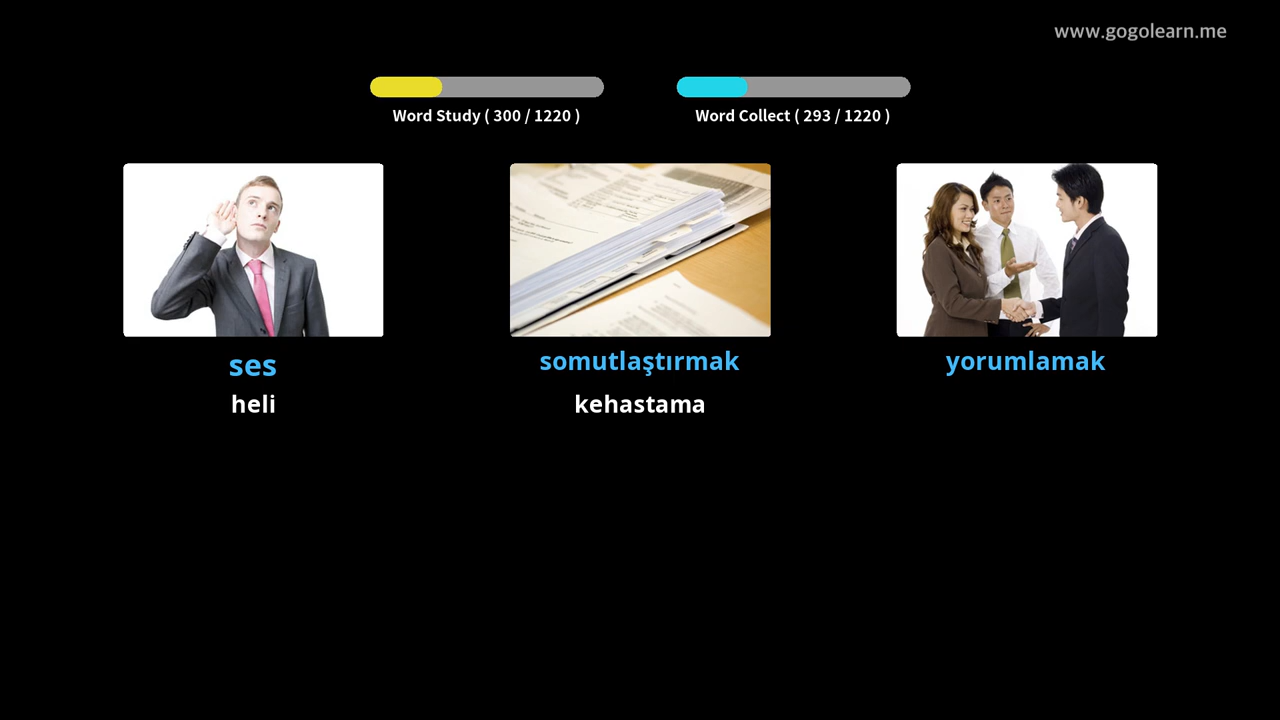 www.gogolearn.me
Word Study ( 300 / 1220 )
Word Collect ( 293 / 1220 )
ses
heli
somutlaştırmak
kehastama
yorumlamak